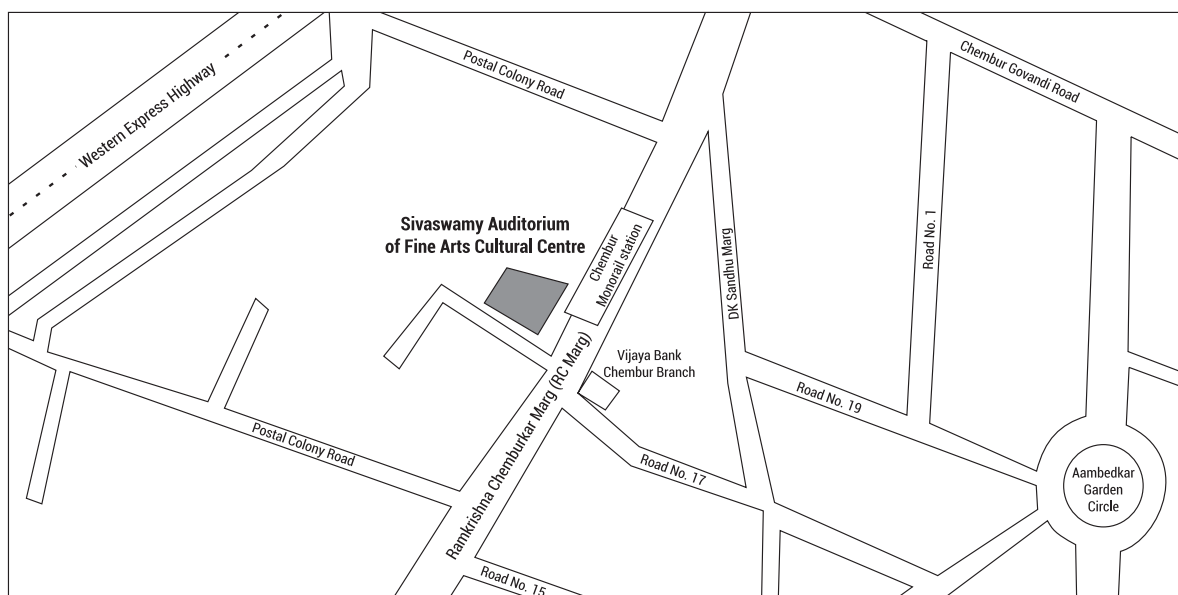 Postal Colony Road
Chembur Govandi Road
Western Express Highway
Sivaswamy Auditorium
of Fine Arts Cultural Centre
Chembur
Monorail station
DK Sandhu Marg
Road No. 1
Vijaya Bank
Chembur Branch
Road No. 19
Ramkrishna Chemburkar Marg (RC Marg)
Postal Colony Road
Road No. 17
Aambedkar
Garden
Circle
Road No. 15